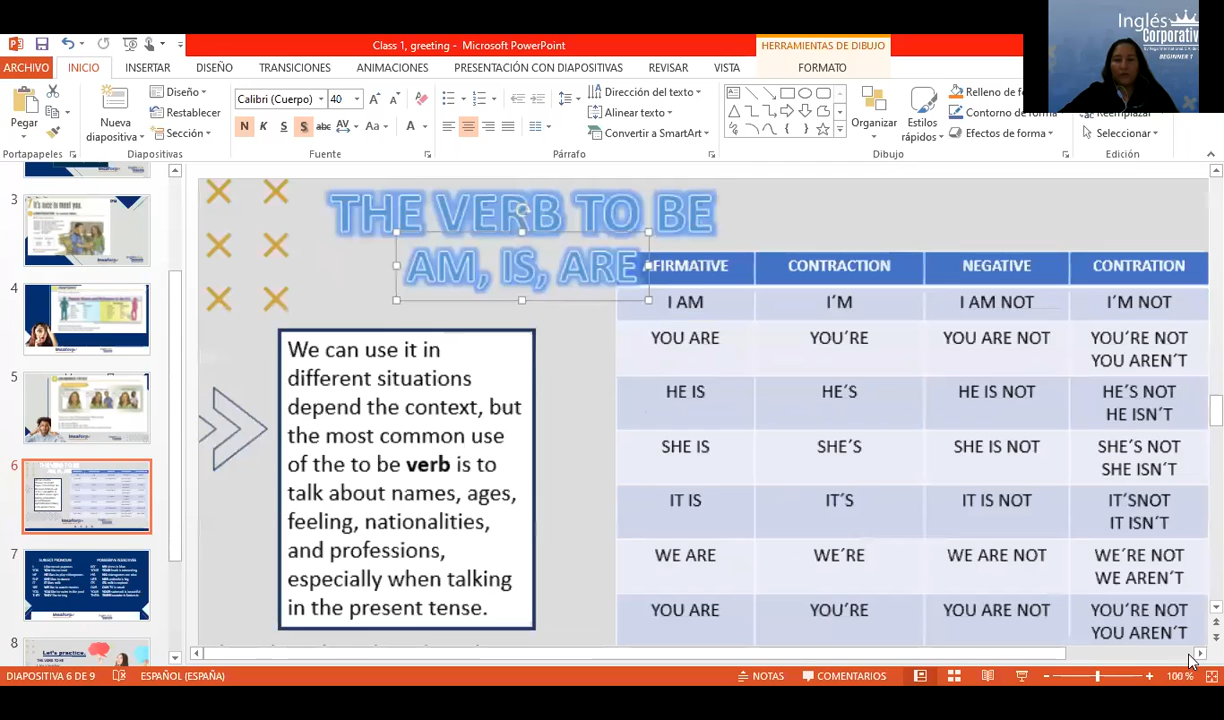 Class 1, greeting - Microsoft PowerPoint
HERRAMIENTAS DE DIBUJO
Inglés
Corporativo
BEGINNER 1
ARCHIVO INICIO INSERTAR DISEÑO TRANSICIONES ANIMACIONES PRESENTACIÓN CON DIAPOSITIVAS REVISAR VISTA FORMATO
Pegar
Nueva
diapositiva
Diseño
Restablecer
Sección
Calibri (Cuerpo) 40
N K S S abc AV Aa A
Dirección del texto
Alinear texto
Convertir a SmartArt
Organizar
Estilos
rápidos
Relleno de f
Contorno de forma
Efectos de forma
Reemplazar
Seleccionar
Portapapeles Diapositivas Fuente Párrafo Dibujo Edición
3
4
5
6
7
8
Let's practice.
THE VERB TO BE
AM, IS, ARE
We can use it in
different situations
depend the context, but
the most common use
of the to be verb is to
talk about names, ages,
feeling, nationalities,
and professions,
especially when talking
in the present tense.
AFIRMATIVE CONTRACTION NEGATIVE CONTRATION
I AM I´M I AM NOT I´M NOT
YOU ARE YOU´RE YOU ARE NOT YOU´RE NOT
YOU AREN´T
HE IS HE´S HE IS NOT HE´S NOT
HE ISN´T
SHE IS SHE´S SHE IS NOT SHE´S NOT
SHE ISN´T
IT IS IT´S IT IS NOT IT´SNOT
IT ISN´T
WE ARE WE´RE WE ARE NOT WE´RE NOT
WE AREN´T
YOU ARE YOU´RE YOU ARE NOT YOU´RE NOT
YOU AREN´T
DIAPOSITIVA 6 DE 9 ESPAÑOL (ESPAÑA) NOTAS COMENTARIOS 100 %